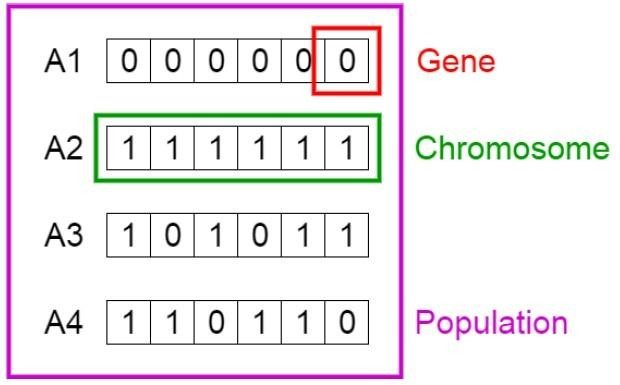 A1 0 0 0 0 0 0 Gene
A2 1 1 1 1 1 1 Chromosome
A3 1 0 1 0 1 1
A4 1 1 0 1 1 0 Population